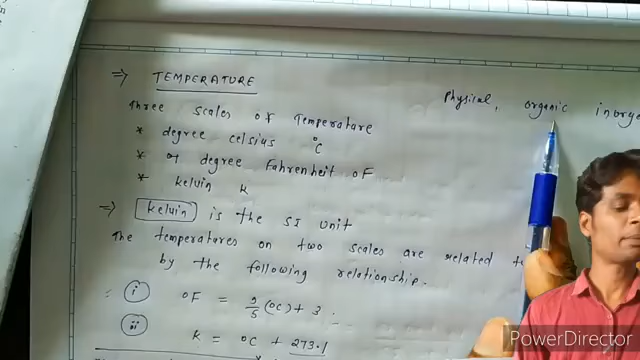 ⇒ TEMPERATURE
Physical, organic inorga
Three scales of Temperature
* degree celsius °C
* of degree Fahrenheit oF
* kelvin k
⇒ kelvin is the SI unit
The temperatures on two scales are related t
by the following relationship.
(i) oF = 9/5 (oC) + 3
(ii) k = oC + 273.1
PowerDirector